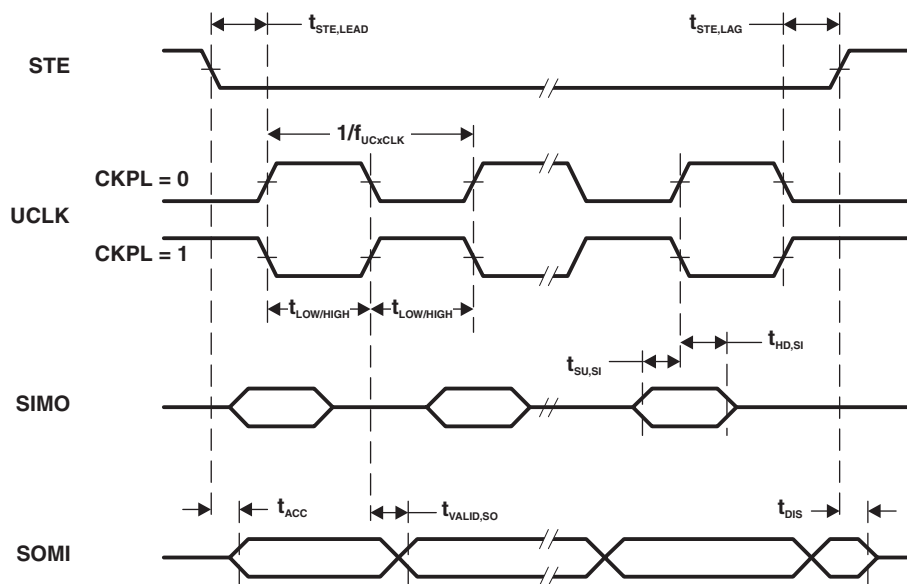 tSTE,LEAD
tSTE,LAG
STE
1/fUCxCLK
CKPL = 0
UCLK
CKPL = 1
tLOW/HIGH
tLOW/HIGH
tHD,SI
tSU,SI
SIMO
tACC
tVALID,SO
tDIS
SOMI